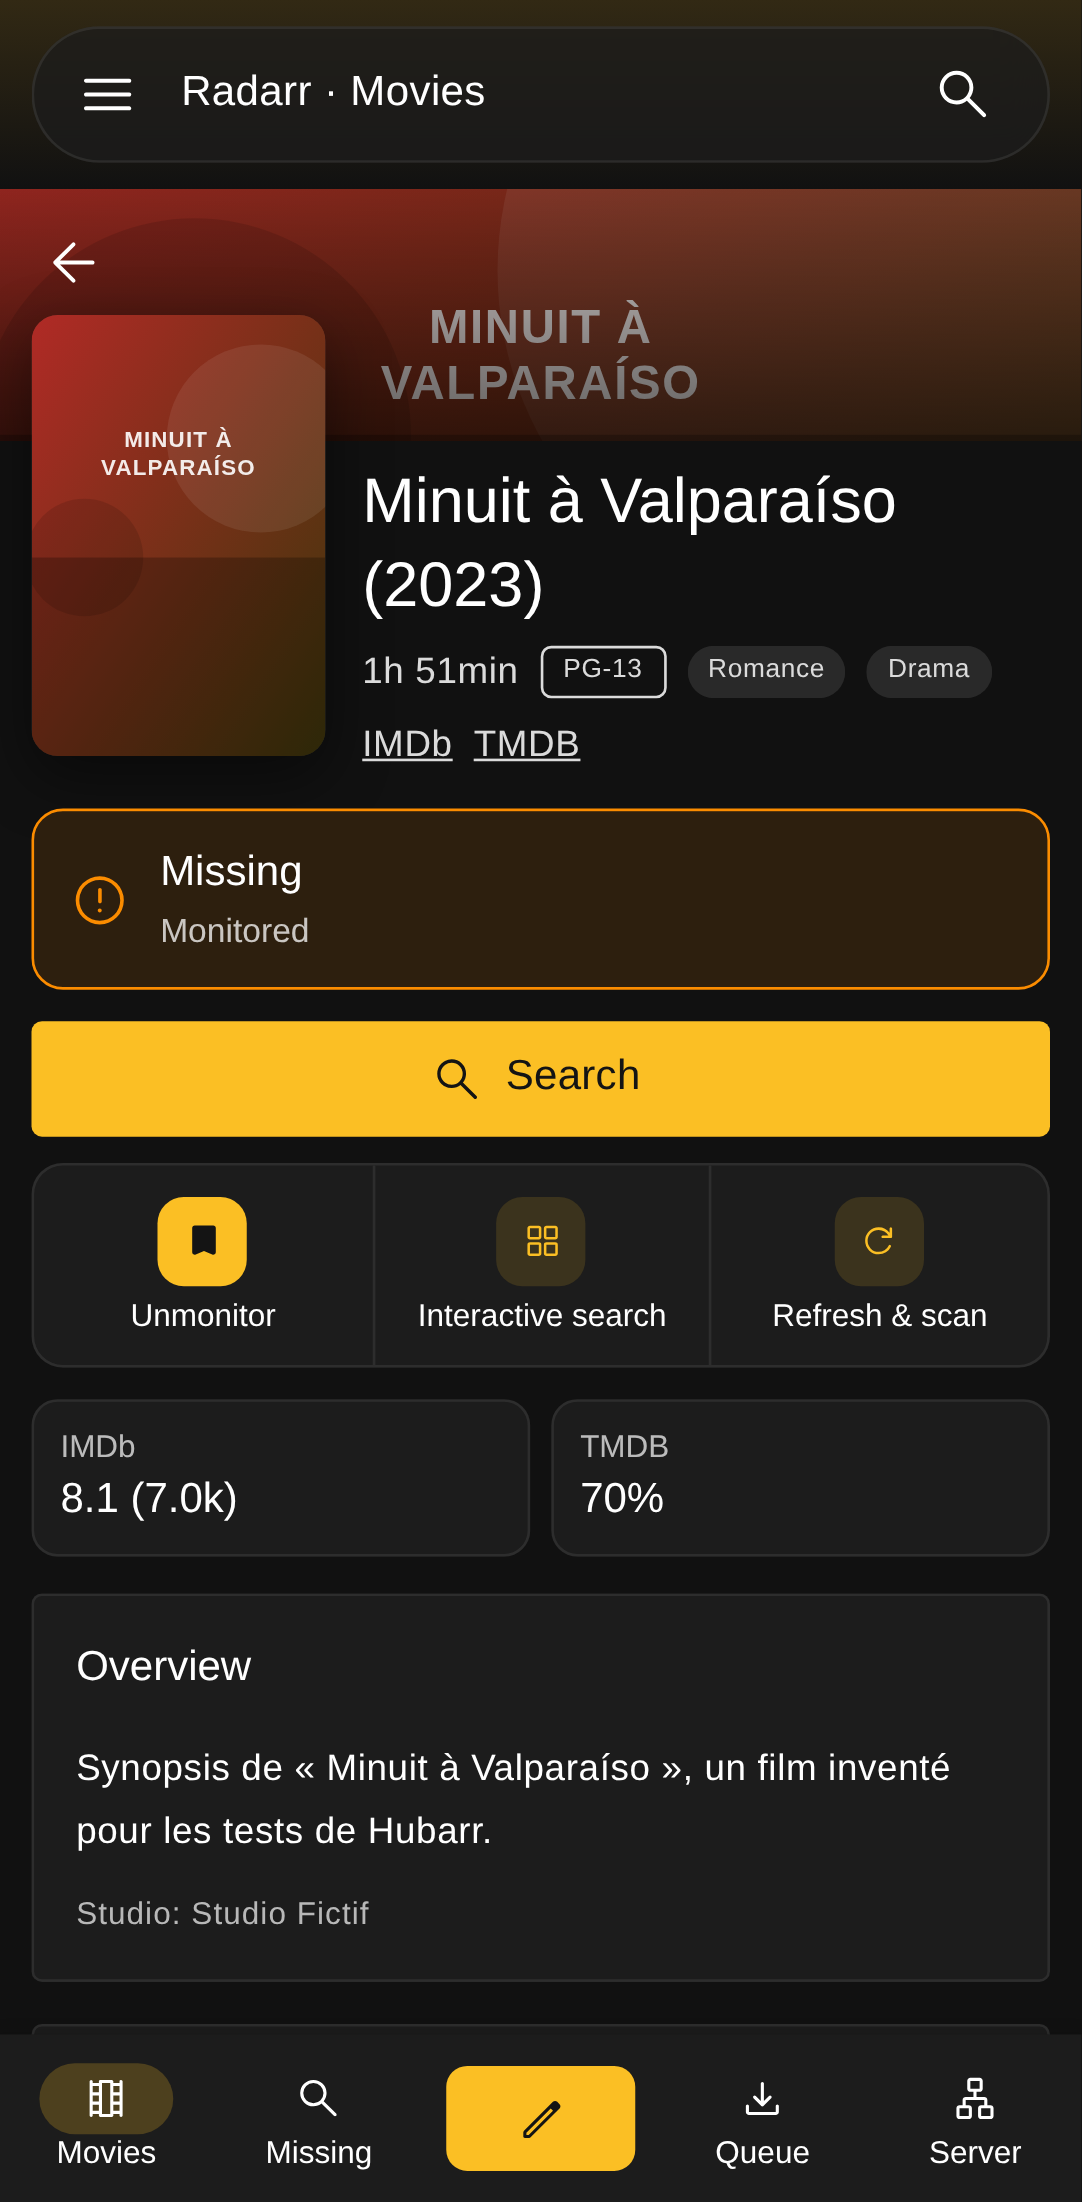 Radarr · Movies
MINUIT À
VALPARAÍSO
MINUIT À
VALPARAÍSO
Minuit à Valparaíso
(2023)
1h 51min PG-13 Romance Drama
IMDb TMDB
Missing
Monitored
Search
Unmonitor Interactive search Refresh & scan
IMDb TMDB
8.1 (7.0k) 70%
Overview
Synopsis de « Minuit à Valparaíso », un film inventé
pour les tests de Hubarr.
Studio: Studio Fictif
Movies Missing Queue Server